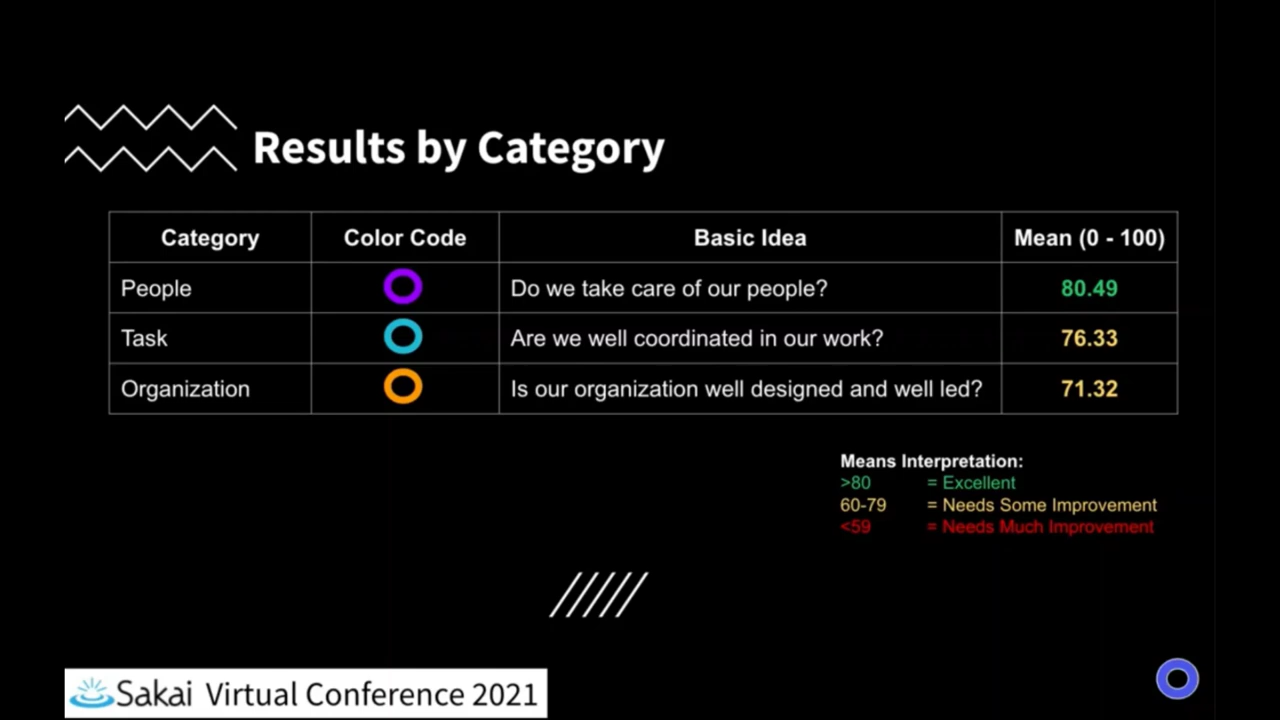 Results by Category
Category Color Code Basic Idea Mean (0 - 100)
People Do we take care of our people? 80.49
Task Are we well coordinated in our work? 76.33
Organization Is our organization well designed and well led? 71.32
Means Interpretation:
>80 = Excellent
60-79 = Needs Some Improvement
<59 = Needs Much Improvement
Sakai Virtual Conference 2021